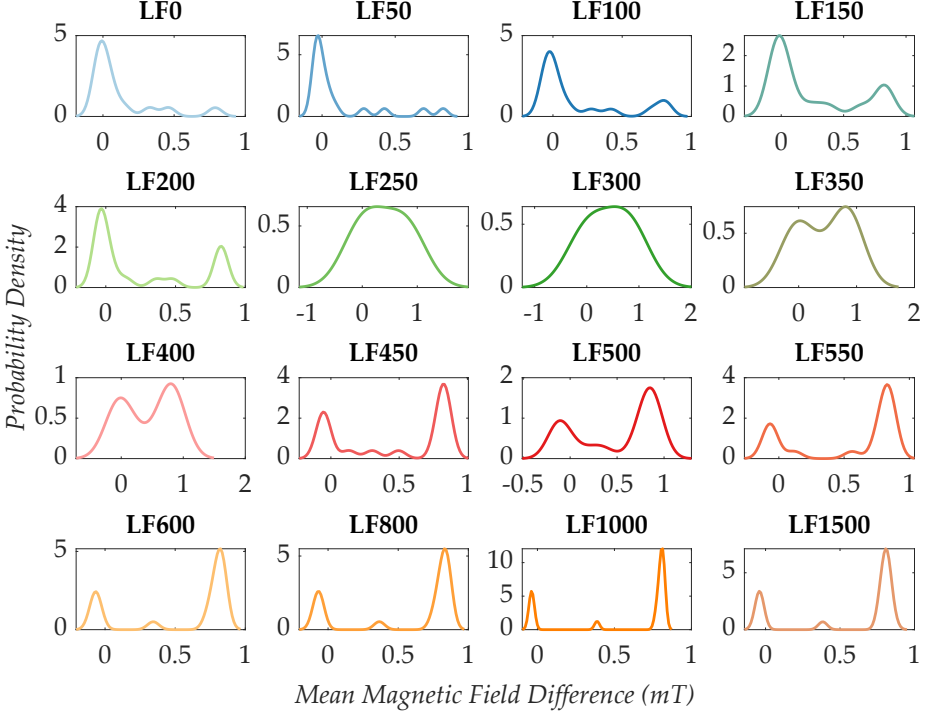 LF0 LF50 LF100 LF150
5 0 0 0.5 1
5 0 0 0.5 1
5 0 0 0.5 1
2 1 0 0 0.5 1
LF200 LF250 LF300 LF350
4 2 0 0 0.5 1
0.5 0 -1 0 1
0.5 0 -1 0 1 2
0.5 0 0 1 2
LF400 LF450 LF500 LF550
1 0.5 0 0 1 2
4 2 0 0 0.5 1
2 1 0 -0.5 0 0.5 1
4 2 0 0 0.5 1
LF600 LF800 LF1000 LF1500
5 0 0 0.5 1
5 0 0 0.5 1
10 5 0 0 0.5 1
5 0 0 0.5 1
Probability Density
Mean Magnetic Field Difference (mT)